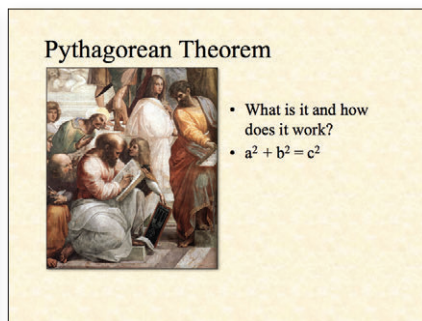 Pythagorean Theorem
• What is it and how
does it work?
• a² + b² = c²